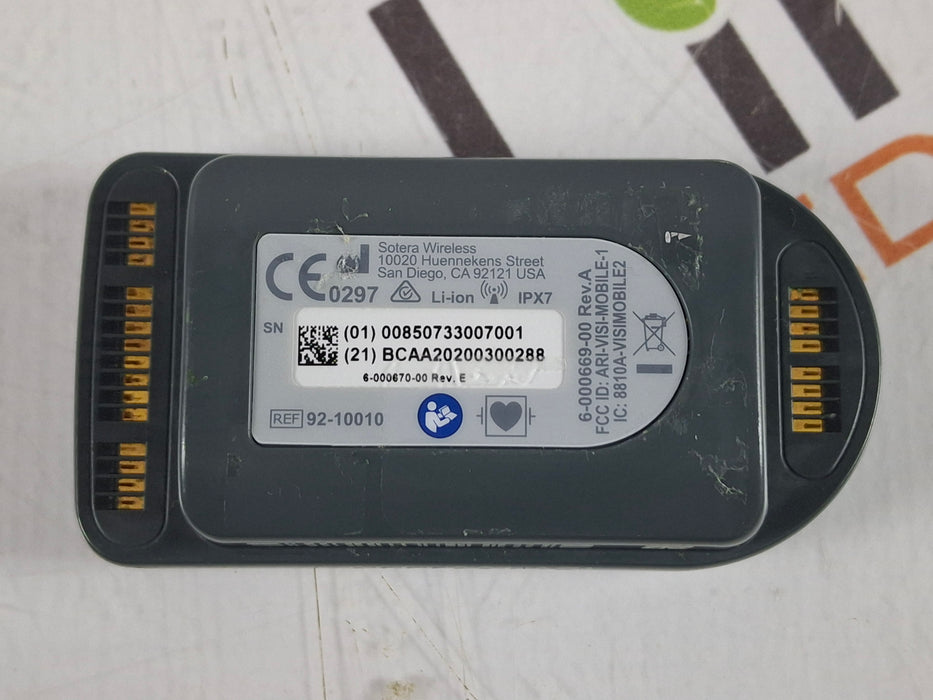 Sotera Wireless
10020 Huennekens Street
San Diego, CA 92121 USA
CE 0297 Li-ion IPX7
SN
(01) 00850733007001
(21) BCAA20200300288
6-000670-00 Rev. E
REF 92-10010
6-000669-00 Rev.A
FCC ID: ARI-VISI-MOBILE-1
IC: 8810A-VISIMOBILE2